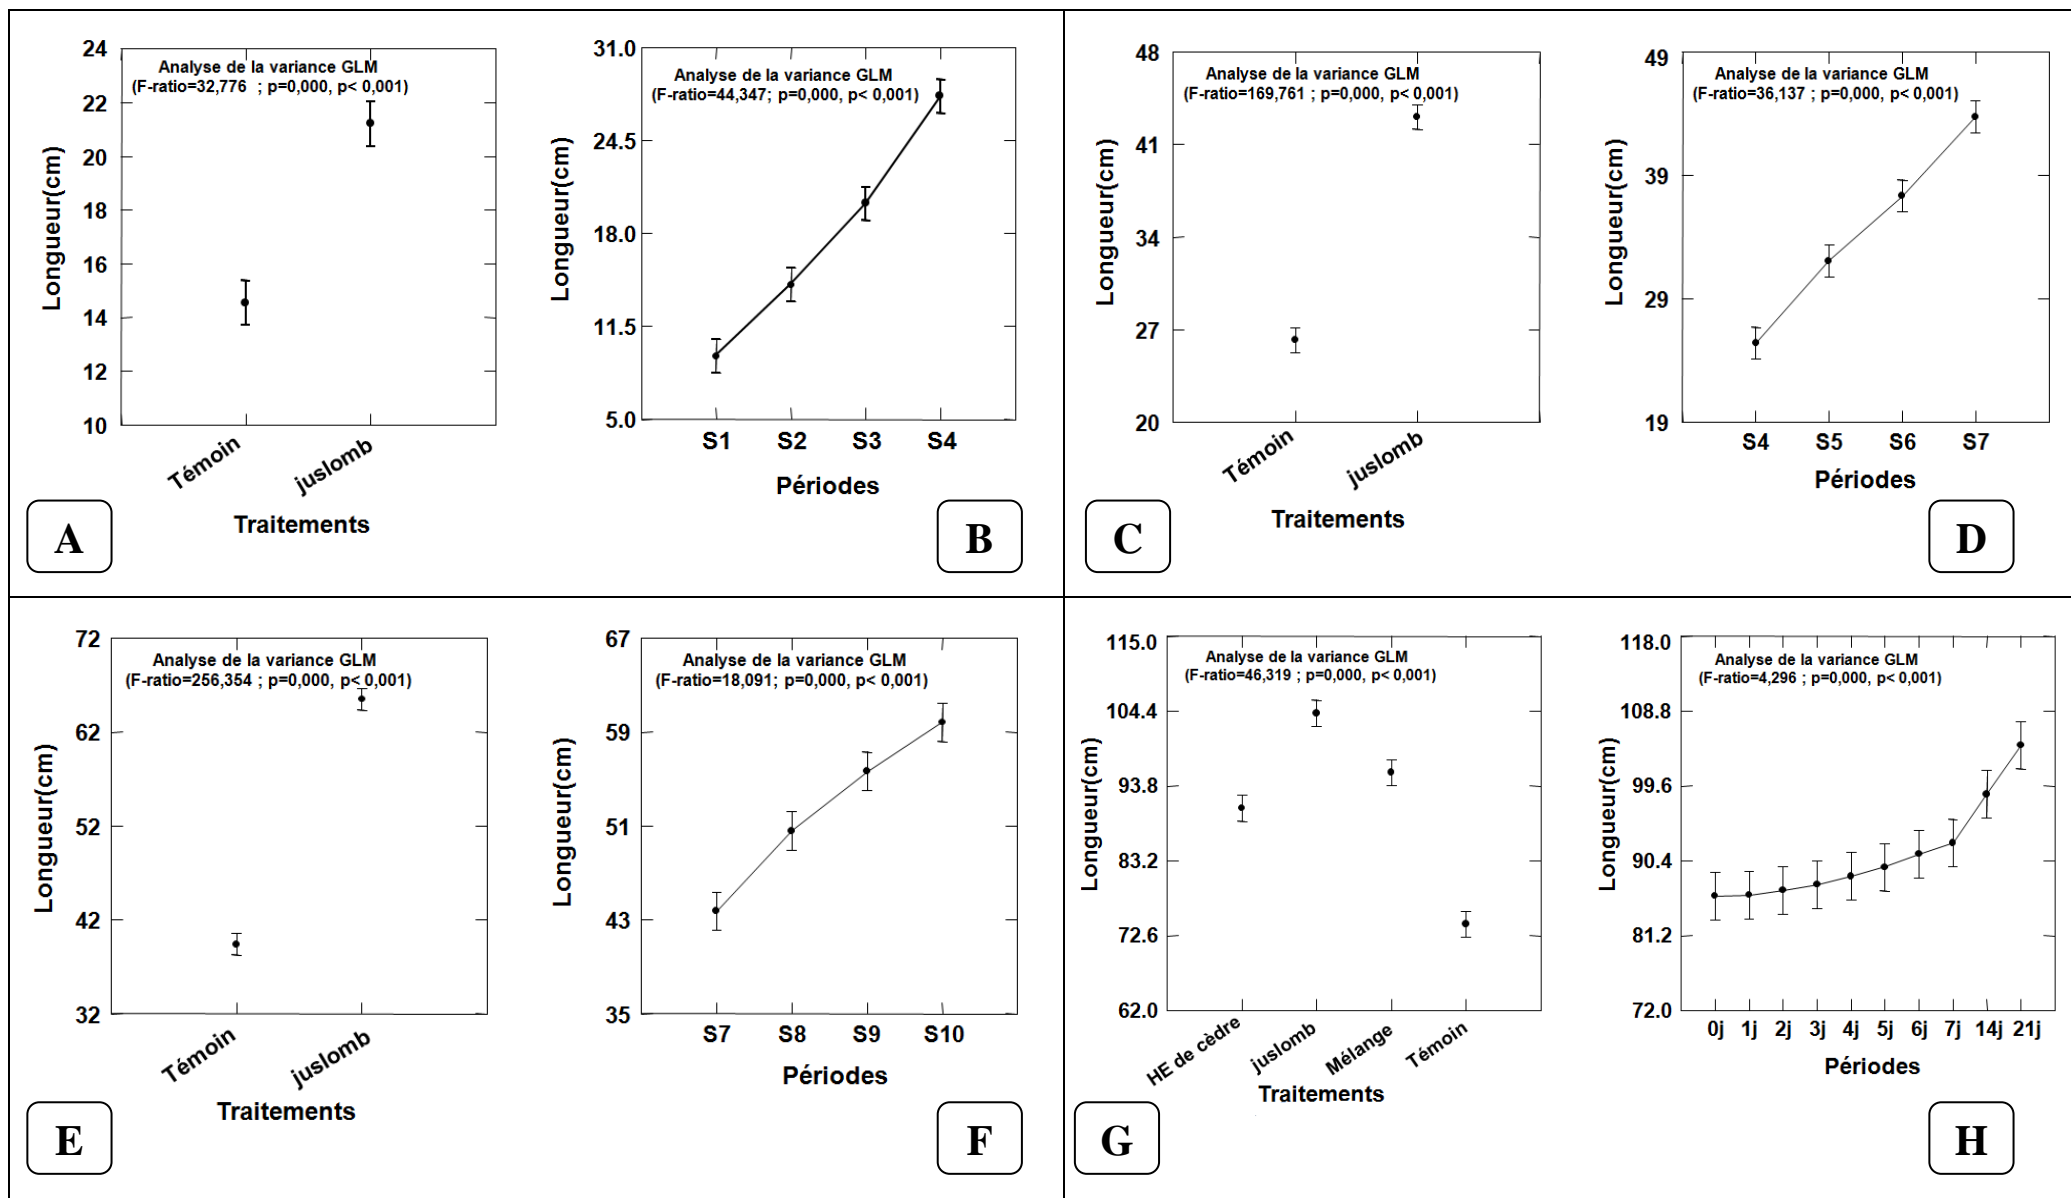 Analyse de la variance GLM
(F-ratio=32,776 ; p=0,000, p< 0,001)
Longueur(cm)
24
22
20
18
16
14
12
10
Témoin
juslomb
Traitements
A
Analyse de la variance GLM
(F-ratio=44,347; p=0,000, p< 0,001)
Longueur(cm)
31.0
24.5
18.0
11.5
5.0
S1 S2 S3 S4
Périodes
B
Analyse de la variance GLM
(F-ratio=169,761 ; p=0,000, p< 0,001)
Longueur(cm)
48
41
34
27
20
Témoin
juslomb
Traitements
C
Analyse de la variance GLM
(F-ratio=36,137 ; p=0,000, p< 0,001)
Longueur(cm)
49
39
29
19
S4 S5 S6 S7
Périodes
D
Analyse de la variance GLM
(F-ratio=256,354 ; p=0,000, p< 0,001)
Longueur(cm)
72
62
52
42
32
Témoin
juslomb
Traitements
E
Analyse de la variance GLM
(F-ratio=18,091; p=0,000, p< 0,001)
Longueur(cm)
67
59
51
43
35
S7 S8 S9 S10
Périodes
F
Analyse de la variance GLM
(F-ratio=46,319 ; p=0,000, p< 0,001)
Longueur(cm)
115.0
104.4
93.8
83.2
72.6
62.0
HE de cèdre
juslomb
Mélange
Témoin
Traitements
G
Analyse de la variance GLM
(F-ratio=4,296 ; p=0,000, p< 0,001)
Longueur(cm)
118.0
108.8
99.6
90.4
81.2
72.0
0j 1j 2j 3j 4j 5j 6j 7j 14j 21j
Périodes
H